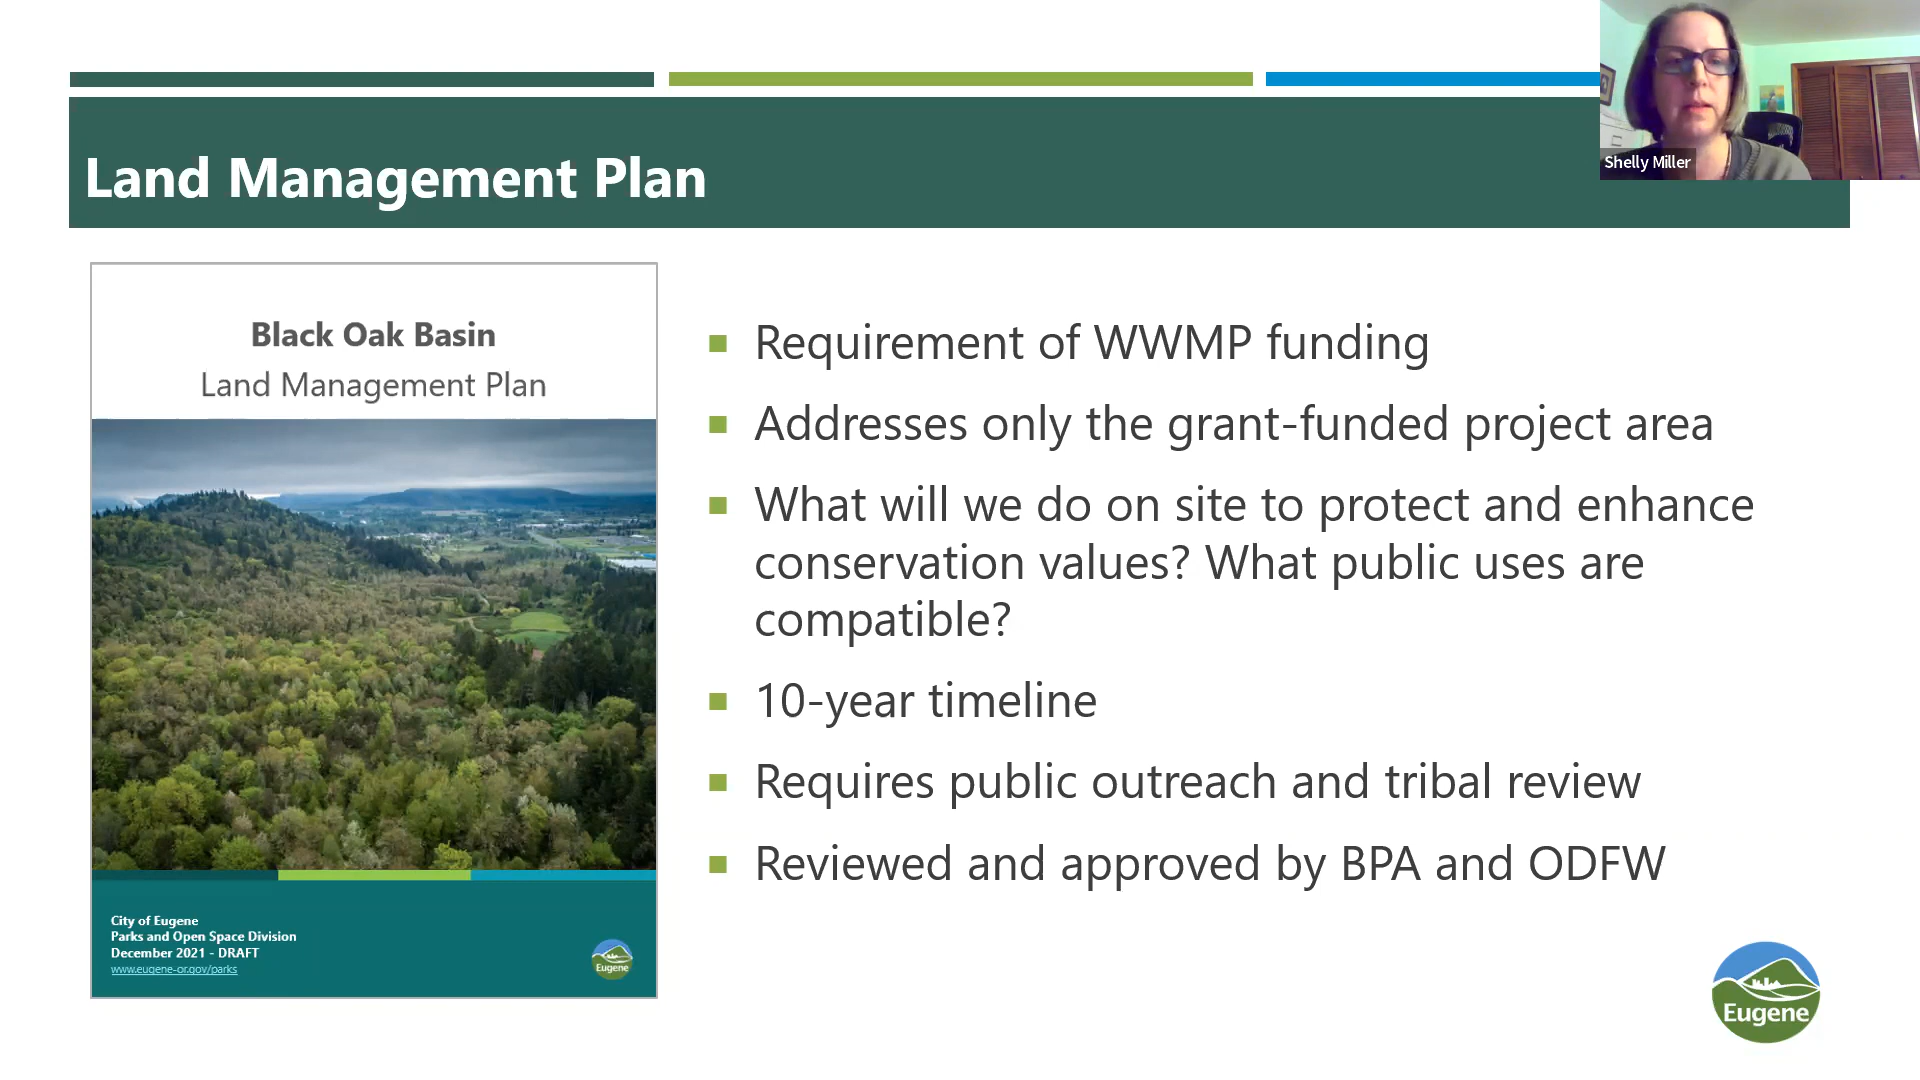 Shelly Miller
Land Management Plan
Black Oak Basin
Land Management Plan
City of Eugene
Parks and Open Space Division
December 2021 - DRAFT
www.eugene-or.gov/parks
Eugene
Requirement of WWMP funding
Addresses only the grant-funded project area
What will we do on site to protect and enhance
conservation values? What public uses are
compatible?
10-year timeline
Requires public outreach and tribal review
Reviewed and approved by BPA and ODFW
Eugene